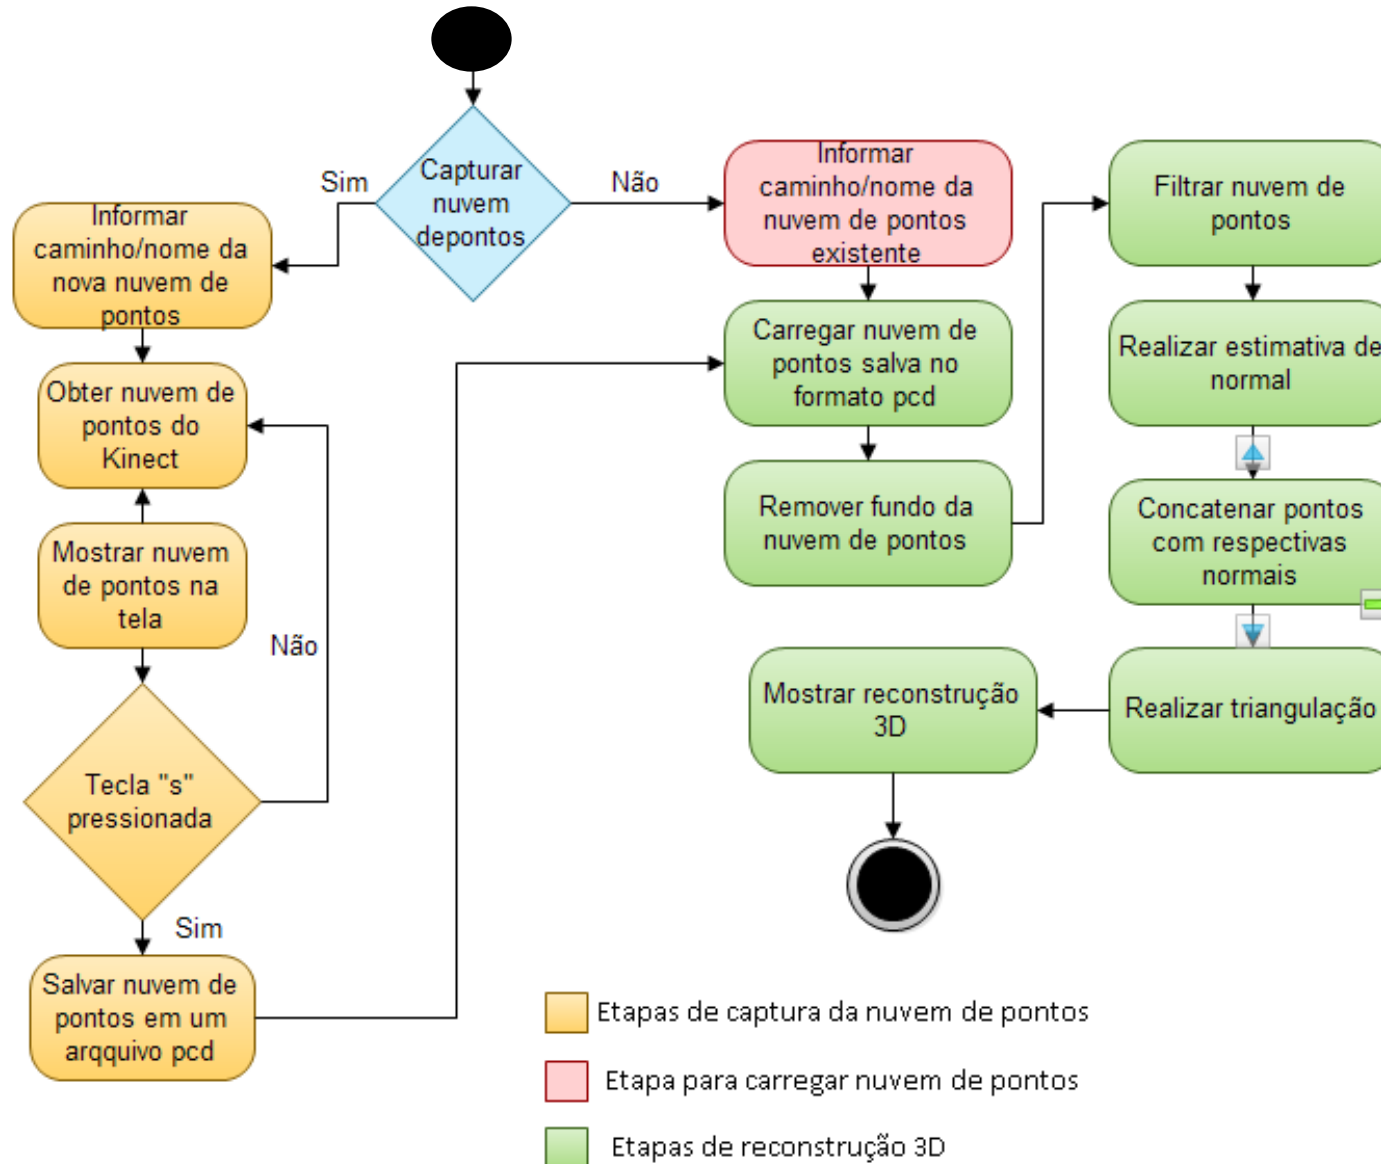 Capturar
nuvem
depontos
Sim
Não
Informar
caminho/nome da
nova nuvem de
pontos
Obter nuvem de
pontos do
Kinect
Mostrar nuvem
de pontos na
tela
Não
Tecla "s"
pressionada
Sim
Salvar nuvem de
pontos em um
arqquivo pcd
Informar
caminho/nome da
nuvem de pontos
existente
Carregar nuvem de
pontos salva no
formato pcd
Remover fundo da
nuvem de pontos
Filtrar nuvem de
pontos
Realizar estimativa de
normal
Concatenar pontos
com respectivas
normais
Realizar triangulação
Mostrar reconstrução
3D
Etapas de captura da nuvem de pontos
Etapa para carregar nuvem de pontos
Etapas de reconstrução 3D